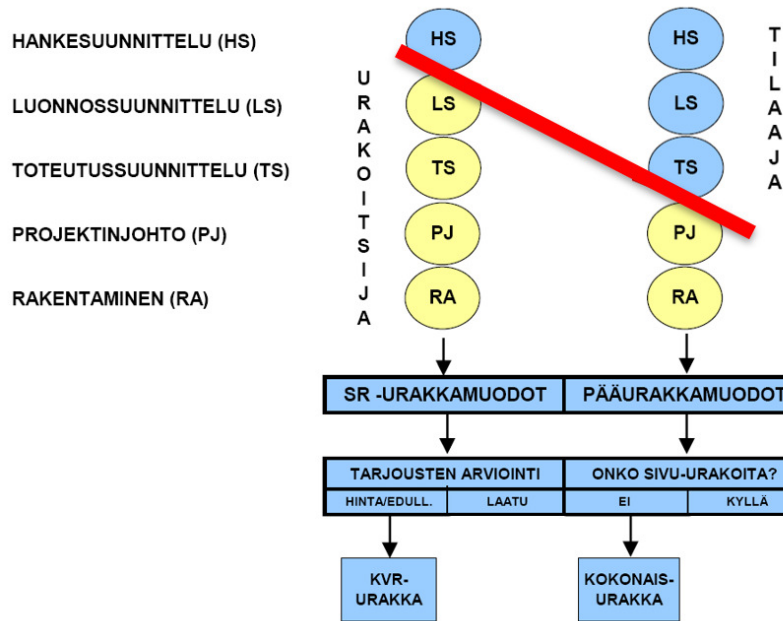 HANKESUUNNITTELU (HS)
HS
HS
LUONNOSSUUNNITTELU (LS)
LS
LS
TOTEUTUSSUUNNITTELU (TS)
TS
TS
PROJEKTINJOHTO (PJ)
PJ
PJ
RAKENTAMINEN (RA)
RA
RA
URAKOITSIJA
TILAAJA
SR -URAKKAMUODOT
PÄÄURAKKAMUODOT
TARJOUSTEN ARVIOINTI
ONKO SIVU-URAKOITA?
HINTA/EDULL.
LAATU
EI
KYLLÄ
KVR-
URAKKA
KOKONAIS-
URAKKA